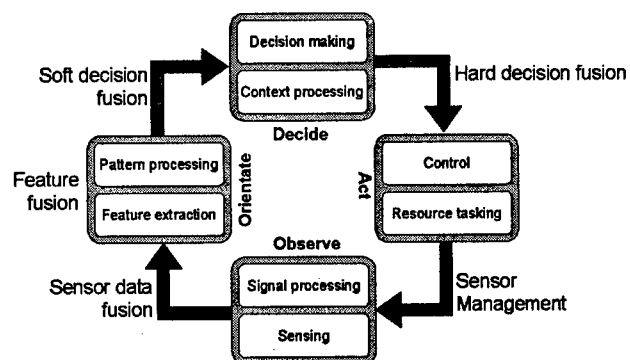 Decision making
Context processing
Decide
Soft decision
fusion
Hard decision fusion
Pattern processing
Feature extraction
Orientate
Feature
fusion
Control
Resource tasking
Act
Observe
Signal processing
Sensing
Sensor data
fusion
Sensor
Management